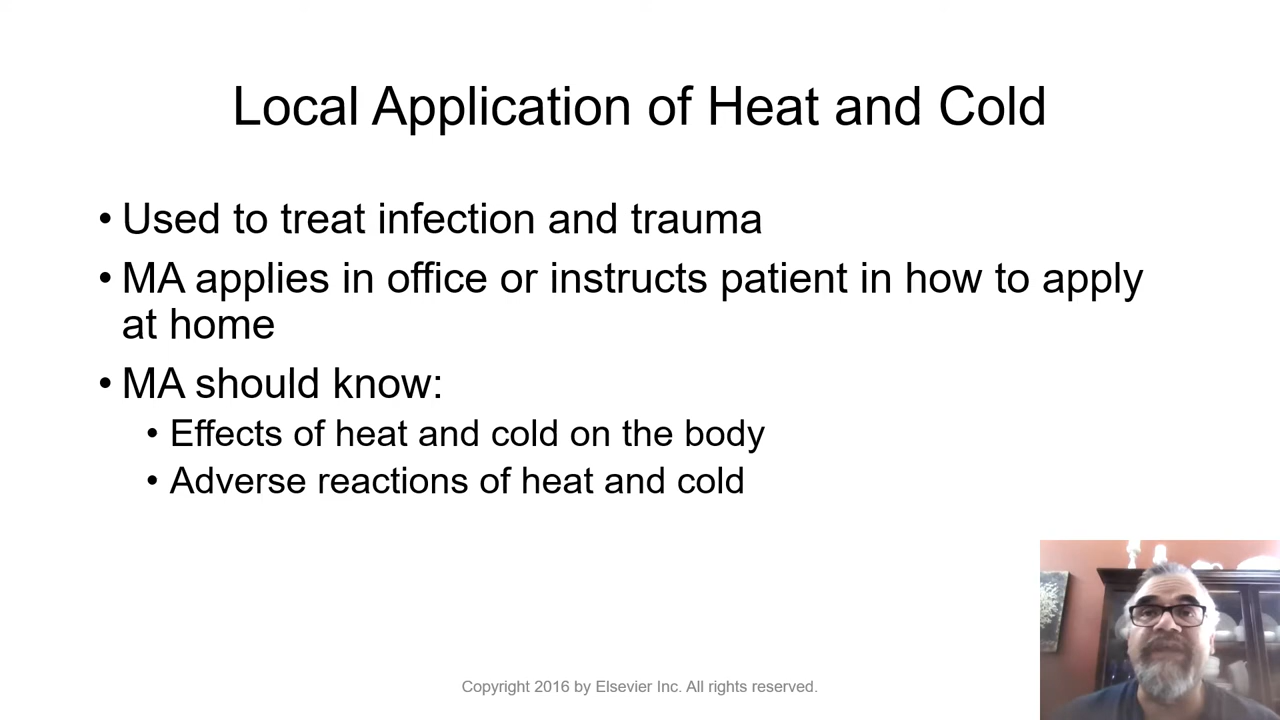 Local Application of Heat and Cold
• Used to treat infection and trauma
• MA applies in office or instructs patient in how to apply
at home
• MA should know:
• Effects of heat and cold on the body
• Adverse reactions of heat and cold
Copyright 2016 by Elsevier Inc. All rights reserved.